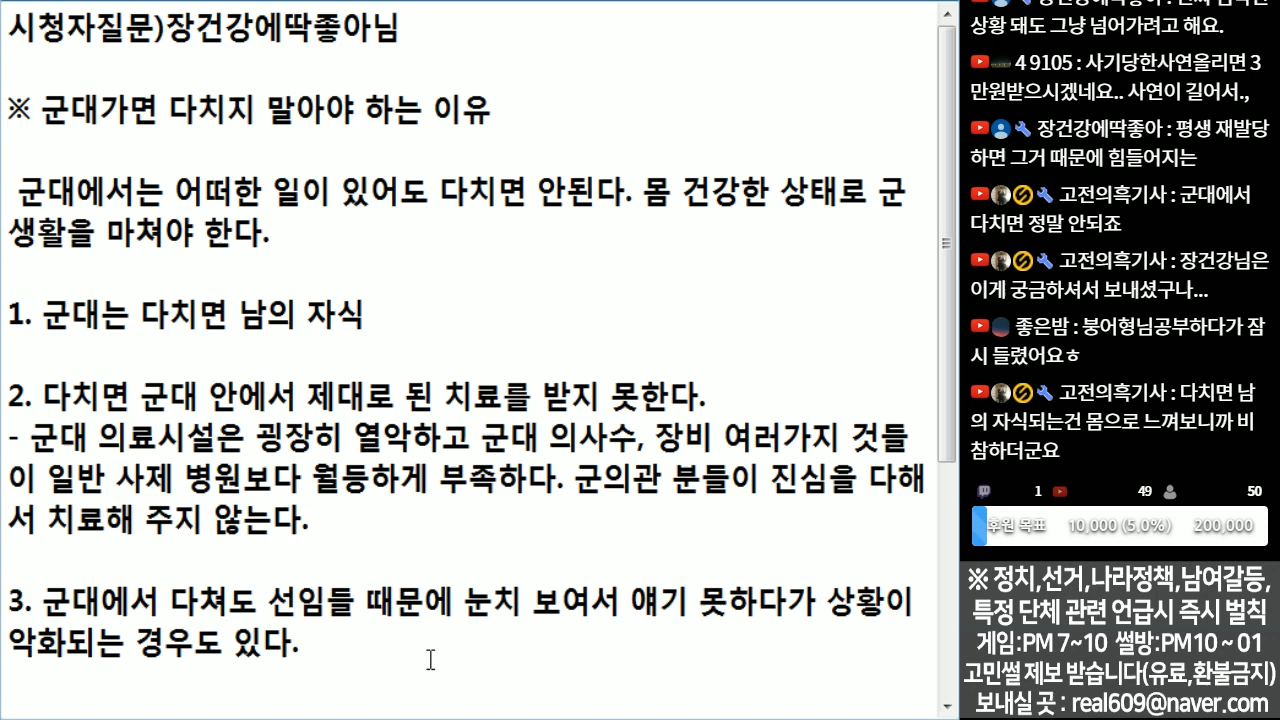 시청자질문)장건강에딱좋아님
※ 군대가면 다치지 말아야 하는 이유
군대에서는 어떠한 일이 있어도 다치면 안된다. 몸 건강한 상태로 군
생활을 마쳐야 한다.
1. 군대는 다치면 남의 자식
2. 다치면 군대 안에서 제대로 된 치료를 받지 못한다.
- 군대 의료시설은 굉장히 열악하고 군대 의사수, 장비 여러가지 것들
이 일반 사제 병원보다 월등하게 부족하다. 군의관 분들이 진심을 다해
서 치료해 주지 않는다.
3. 군대에서 다쳐도 선임들 때문에 눈치 보여서 얘기 못하다가 상황이
악화되는 경우도 있다.
상황 돼도 그냥 넘어가려고 해요.
4 9105 : 사기당한사연올리면 3
만원받으시겠네요.. 사연이 길어서.,
장건강에딱좋아 : 평생 재발당
하면 그거 때문에 힘들어지는
고전의흑기사 : 군대에서
다치면 정말 안되죠
고전의흑기사 : 장건강님은
이게 궁금하셔서 보내셨구나...
좋은밤 : 붕어형님공부하다가 잠
시 들렸어요ㅎ
고전의흑기사 : 다치면 남
의 자식되는건 몸으로 느껴보니까 비
참하더군요
1 49 50
후원 목표 10,000 (5.0%) 200,000
※ 정치,선거,나라정책,남여갈등,
특정 단체 관련 언급시 즉시 벌칙
게임:PM 7~10 썰방:PM10 ~ 01
고민썰 제보 받습니다(유료,환불금지)
보내실 곳 : real609@naver.com